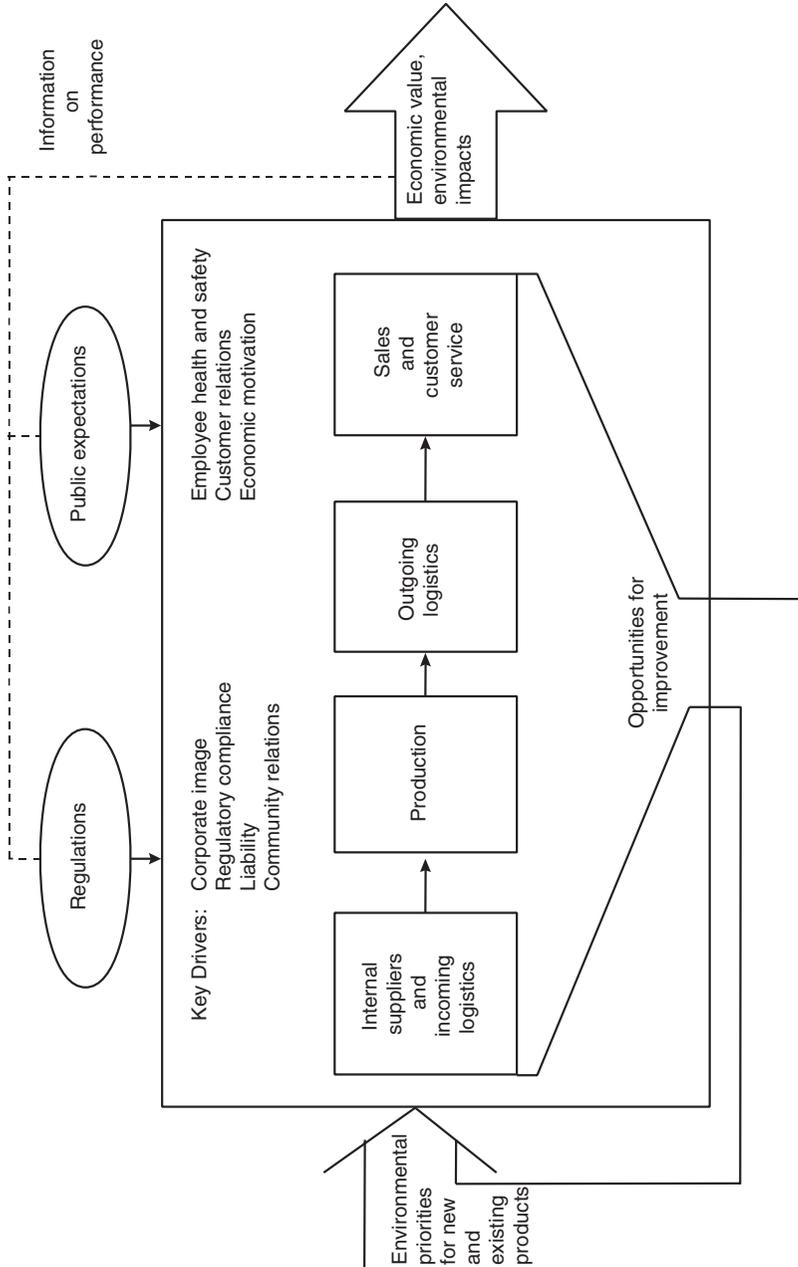 Information
on
performance
Regulations
Public expectations
Key Drivers: Corporate image
Regulatory compliance
Liability
Community relations
Employee health and safety
Customer relations
Economic motivation
Environmental
priorities
for new
and
existing
products
Internal
suppliers
and
incoming
logistics
Production
Outgoing
logistics
Sales
and
customer
service
Economic value,
environmental
impacts
Opportunities for
improvement